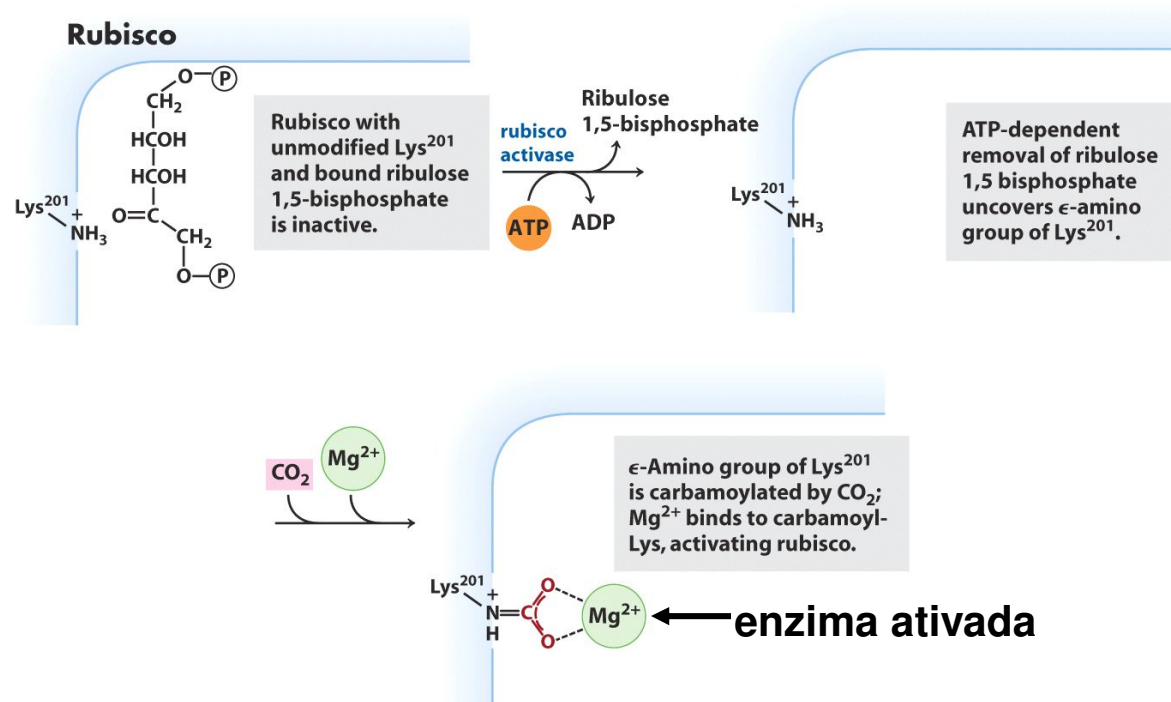 Rubisco
O—P
CH₂
HCOH
HCOH
O=C
CH₂
O—P
Lys²⁰¹
+
NH₃
Rubisco with
unmodified Lys²⁰¹
and bound ribulose
1,5-bisphosphate
is inactive.
rubisco
activase
ATP
ADP
Ribulose
1,5-bisphosphate
Lys²⁰¹
+
NH₃
ATP-dependent
removal of ribulose
1,5 bisphosphate
uncovers ϵ-amino
group of Lys²⁰¹.
CO₂
Mg²⁺
ϵ-Amino group of Lys²⁰¹
is carbamoylated by CO₂;
Mg²⁺ binds to carbamoyl-
Lys, activating rubisco.
Lys²⁰¹
+
N=C
H
O
O
Mg²⁺
enzima ativada